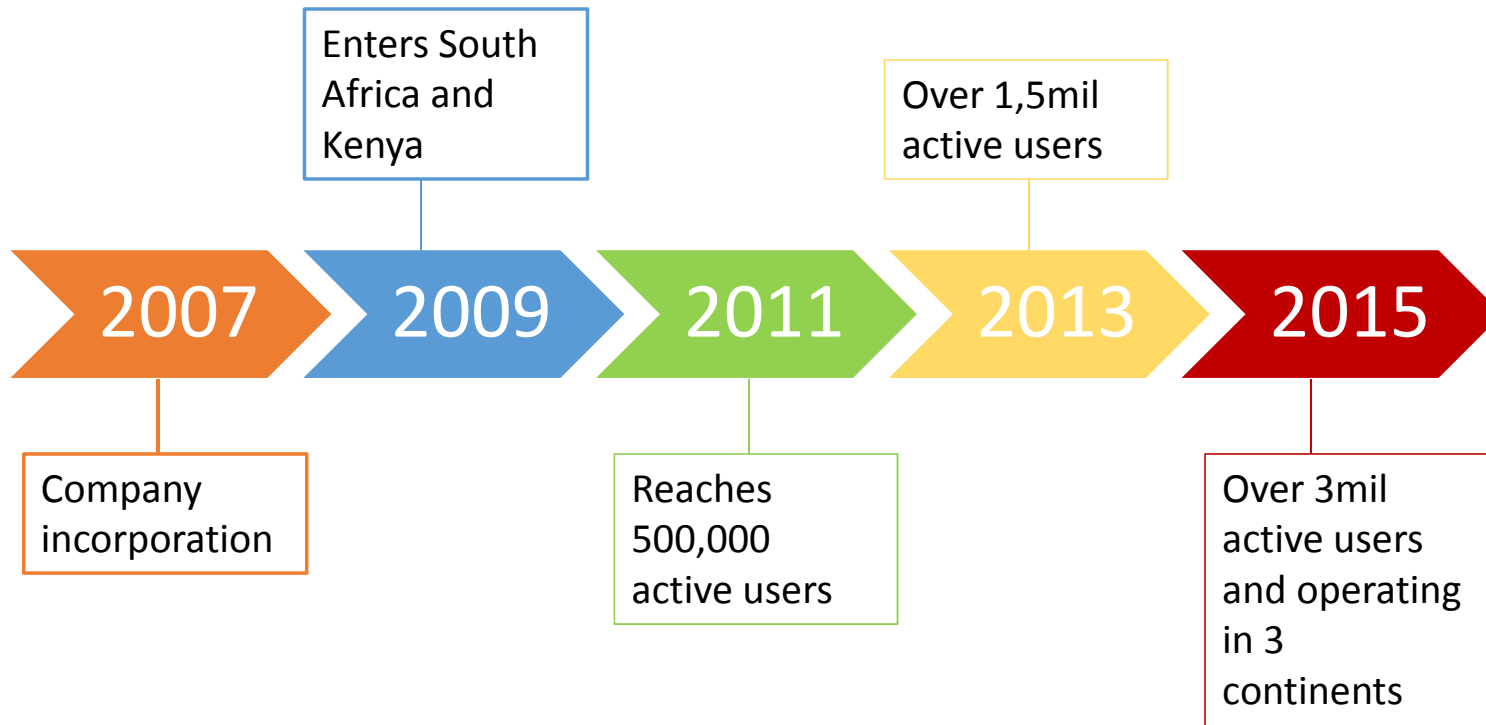 Enters South
Africa and
Kenya
Over 1,5mil
active users
2007
2009
2011
2013
2015
Company
incorporation
Reaches
500,000
active users
Over 3mil
active users
and operating
in 3
continents